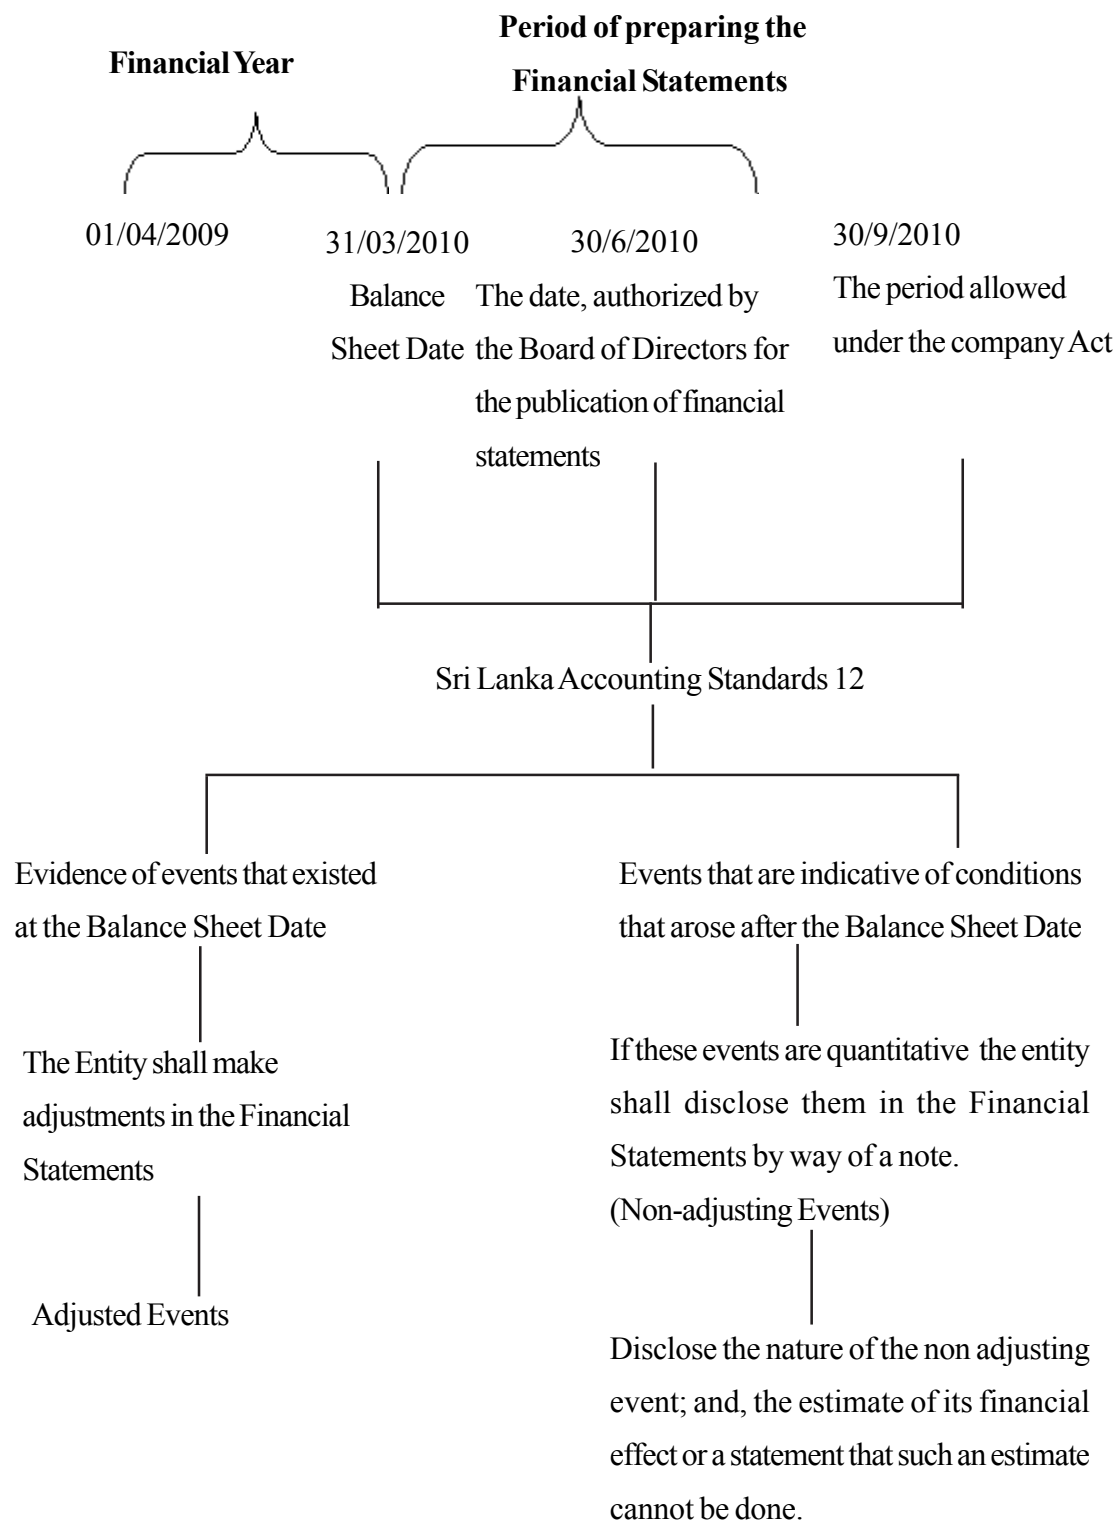 Period of preparing the
Financial Statements
Financial Year
01/04/2009
31/03/2010
Balance
Sheet Date
30/6/2010
The date, authorized by
the Board of Directors for
the publication of financial
statements
30/9/2010
The period allowed
under the company Act
Sri Lanka Accounting Standards 12
Evidence of events that existed
at the Balance Sheet Date
The Entity shall make
adjustments in the Financial
Statements
Adjusted Events
Events that are indicative of conditions
that arose after the Balance Sheet Date
If these events are quantitative the entity
shall disclose them in the Financial
Statements by way of a note.
(Non-adjusting Events)
Disclose the nature of the non adjusting
event; and, the estimate of its financial
effect or a statement that such an estimate
cannot be done.